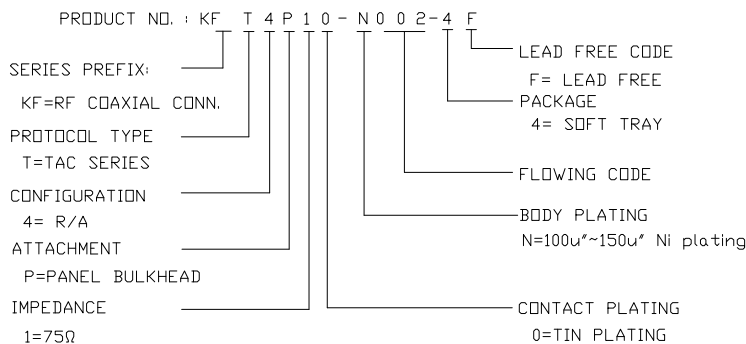 PRODUCT NO. : KF T 4 P 1 0 - N 0 0 2 - 4 F
SERIES PREFIX:
KF=RF COAXIAL CONN.
PROTOCOL TYPE
T=TAC SERIES
CONFIGURATION
4= R/A
ATTACHMENT
P=PANEL BULKHEAD
IMPEDANCE
1=75Ω
LEAD FREE CODE
F= LEAD FREE
PACKAGE
4= SOFT TRAY
FLOWING CODE
BODY PLATING
N=100u"~150u" Ni plating
CONTACT PLATING
0=TIN PLATING